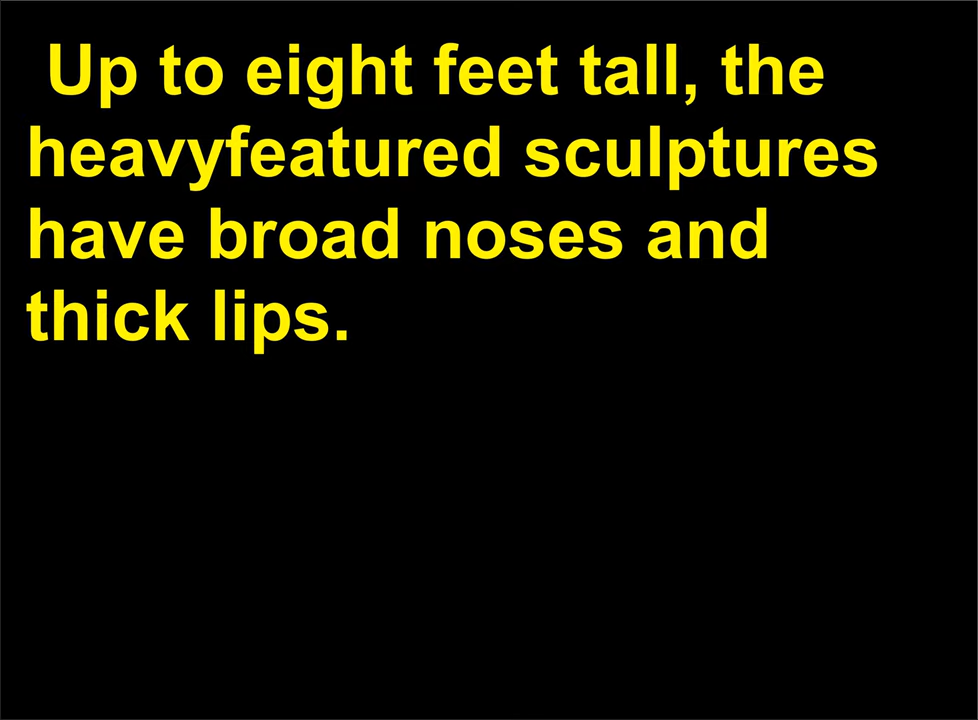 Up to eight feet tall, the
heavyfeatured sculptures
have broad noses and
thick lips.